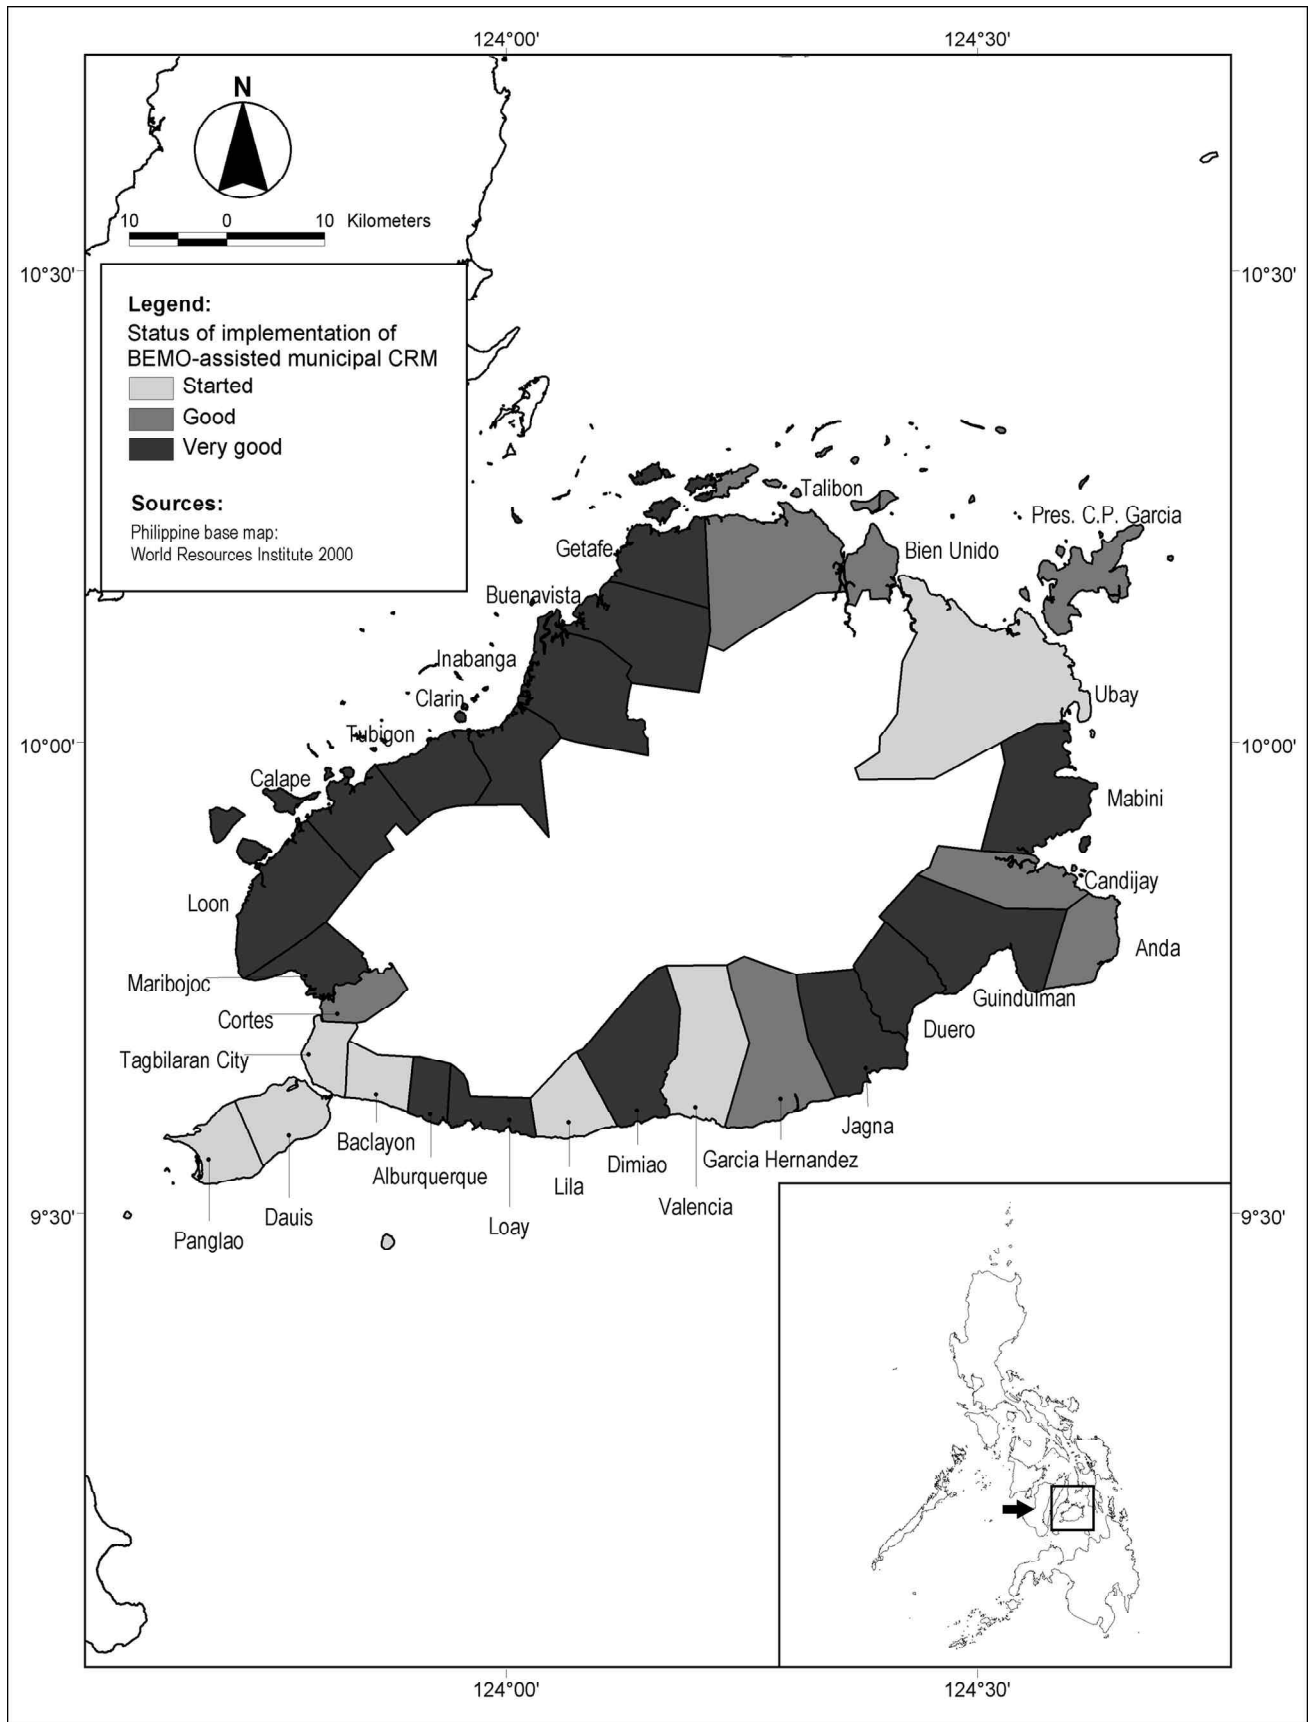 124°00'
124°30'
N
10 0 10 Kilometers
10°30'
10°30'
Legend:
Status of implementation of
BEMO-assisted municipal CRM
Started
Good
Very good
Sources:
Philippine base map:
World Resources Institute 2000
Talibon
Pres. C.P. Garcia
Getafe
Bien Unido
Buenavista
Inabanga
Clarin
Ubay
Tubigon
10°00'
10°00'
Calape
Mabini
Candijay
Loon
Anda
Maribojoc
Guindulman
Cortes
Duero
Tagbilaran City
Jagna
Baclayon
Garcia Hernandez
Dimiao
Alburquerque
Lila
Valencia
Dauis
9°30'
9°30'
Loay
Panglao
124°00'
124°30'